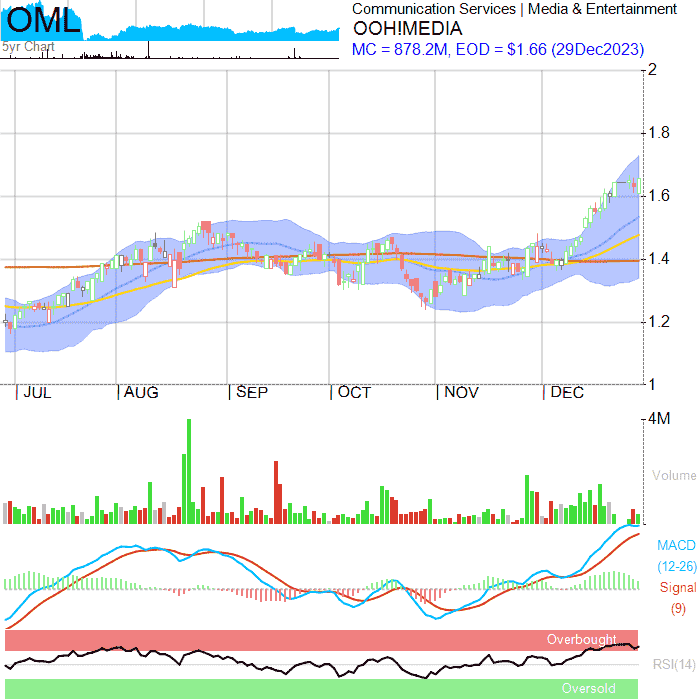 OML
5yr Chart
Communication Services | Media & Entertainment
OOH!MEDIA
MC = 878.2M, EOD = $1.66 (29Dec2023)
2
1.8
1.6
1.4
1.2
1
JUL AUG SEP OCT NOV DEC
4M
Volume
MACD
(12-26)
Signal
(9)
Overbought
RSI(14)
Oversold